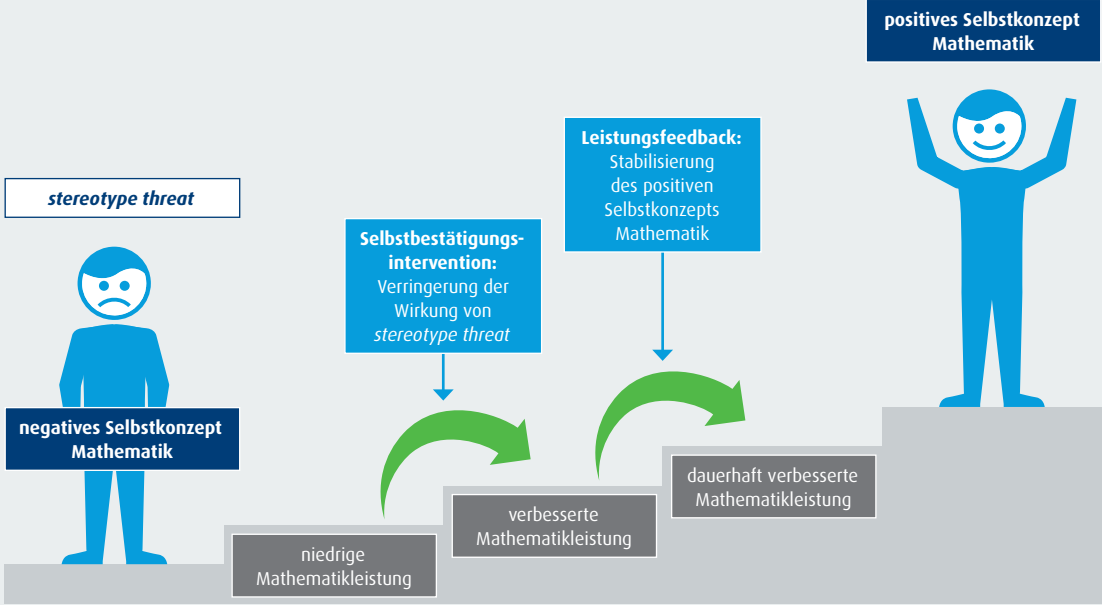 stereotype threat
negatives Selbstkonzept
Mathematik
niedrige
Mathematikleistung
Selbstbestätigungs-
intervention:
Verringerung der
Wirkung von
stereotype threat
verbesserte
Mathematikleistung
Leistungsfeedback:
Stabilisierung
des positiven
Selbstkonzepts
Mathematik
dauerhaft verbesserte
Mathematikleistung
positives Selbstkonzept
Mathematik